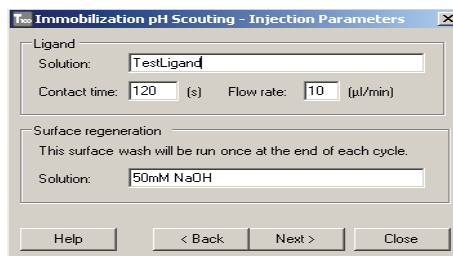 T100 Immobilization pH Scouting - Injection Parameters
Ligand
Solution: TestLigand
Contact time: 120 (s) Flow rate: 10 (µl/min)
Surface regeneration
This surface wash will be run once at the end of each cycle.
Solution: 50mM NaOH
Help < Back Next > Close